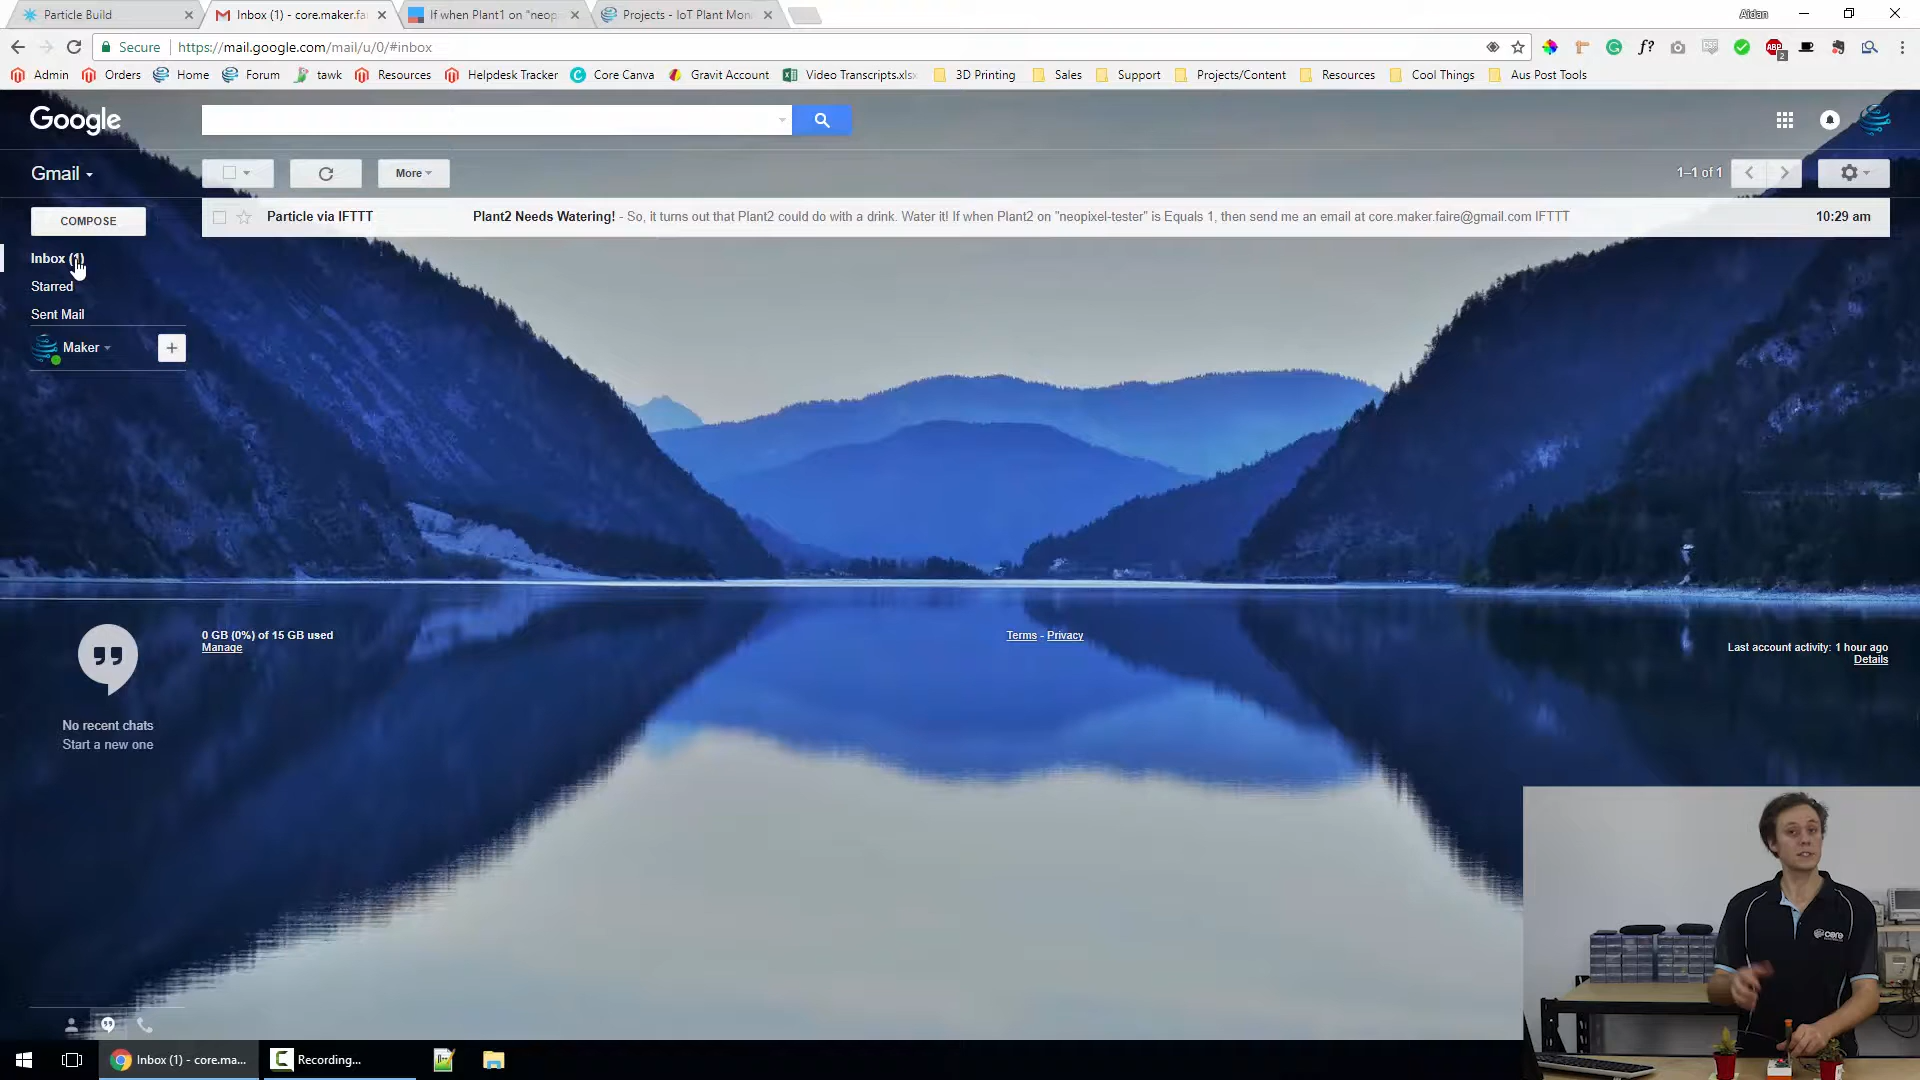 Particle Build
Inbox (1) - core.maker.fai
If when Plant1 on "neop
Projects - IoT Plant Mon
Aidan
Secure
https://mail.google.com/mail/u/0/#inbox
Admin
Orders
Home
Forum
tawk
Resources
Helpdesk Tracker
Core Canva
Gravit Account
Video Transcripts.xlsx
3D Printing
Sales
Support
Projects/Content
Resources
Cool Things
Aus Post Tools
Google
Gmail
More
1–1 of 1
COMPOSE
Particle via IFTTT
Plant2 Needs Watering! - So, it turns out that Plant2 could do with a drink. Water it! If when Plant2 on "neopixel-tester" is Equals 1, then send me an email at core.maker.faire@gmail.com IFTTT
10:29 am
Inbox (1)
Starred
Sent Mail
Maker
0 GB (0%) of 15 GB used
Manage
Terms - Privacy
Last account activity: 1 hour ago
Details
No recent chats
Start a new one
core
Inbox (1) - core.ma...
Recording...